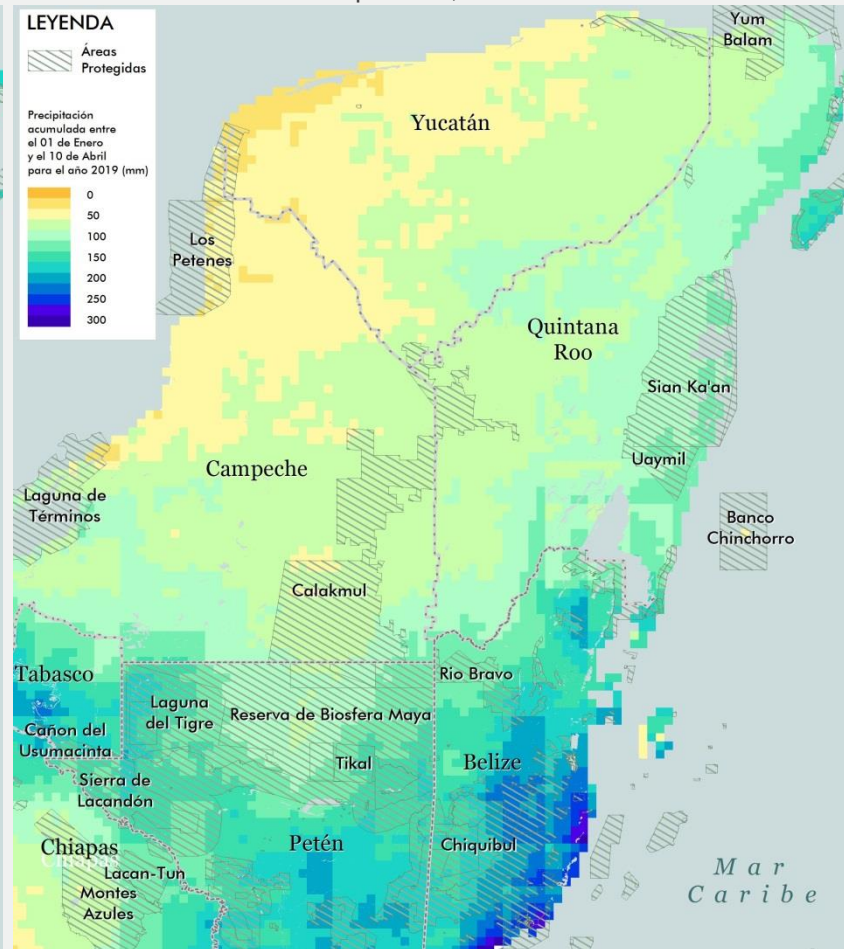 LEYENDA
Áreas
Protegidas
Precipitación
acumulada entre
el 01 de Enero
y el 10 de Abril
para el año 2019 (mm)
0
50
100
150
200
250
300
Yum
Balam
Yucatán
Los
Petenes
Quintana
Roo
Sian Ka'an
Uaymil
Campeche
Laguna de
Términos
Banco
Chinchorro
Calakmul
Tabasco
Rio Bravo
Laguna
del Tigre
Reserva de Biosfera Maya
Cañon del
Usumacinta
Tikal
Belize
Sierra de
Lacandón
Petén
Chiquibul
Chiapas
Chiapas
Lacan-Tun
Montes
Azules
Mar
Caribe